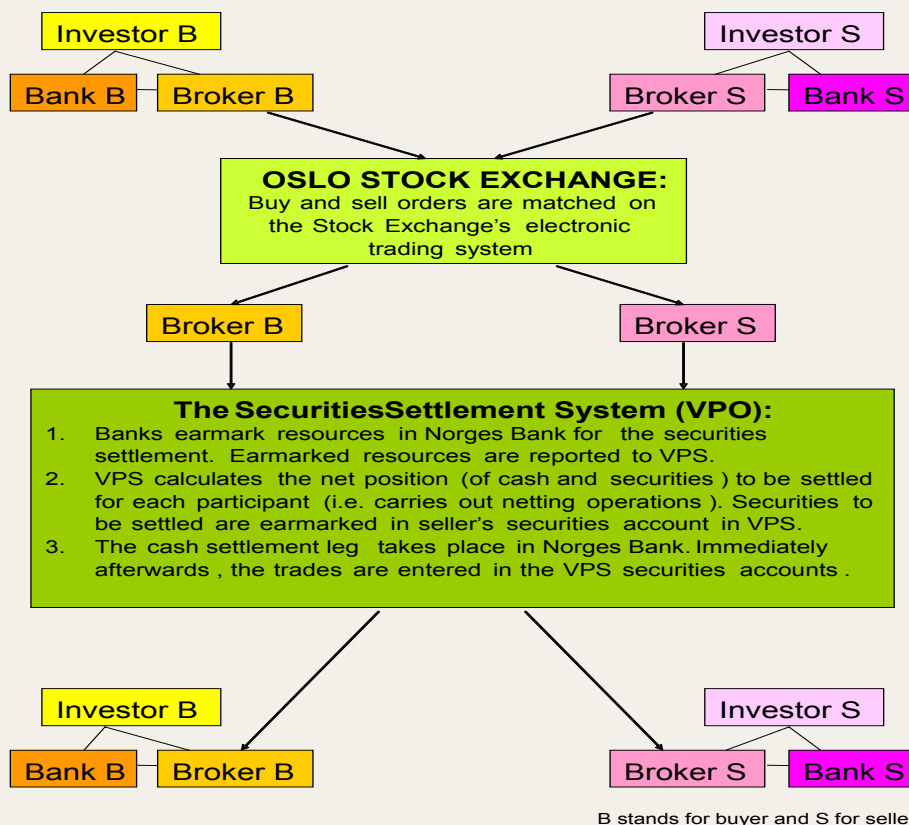 Investor B
Investor S
Bank B
Broker B
Broker S
Bank S
OSLO STOCK EXCHANGE:
Buy and sell orders are matched on
the Stock Exchange's electronic
trading system
Broker B
Broker S
The SecuritiesSettlement System (VPO):
1. Banks earmark resources in Norges Bank for the securities
settlement. Earmarked resources are reported to VPS.
2. VPS calculates the net position (of cash and securities ) to be settled
for each participant (i.e. carries out netting operations ). Securities to
be settled are earmarked in seller's securities account in VPS.
3. The cash settlement leg takes place in Norges Bank. Immediately
afterwards , the trades are entered in the VPS securities accounts .
Investor B
Investor S
Bank B
Broker B
Broker S
Bank S
B stands for buyer and S for selle